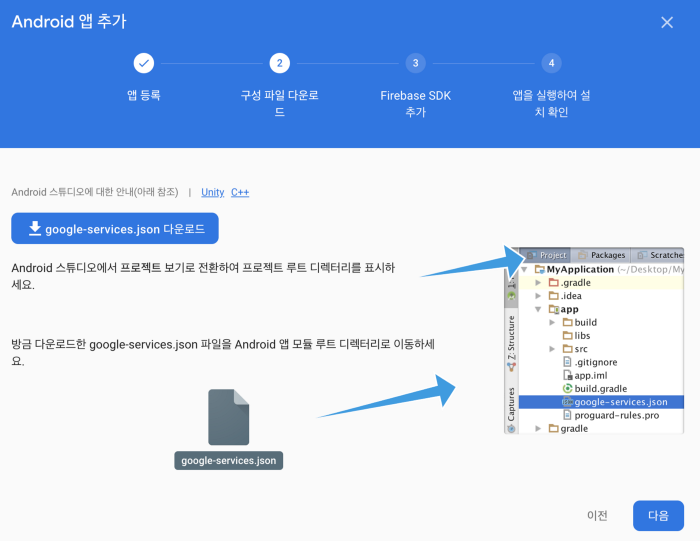 Android 앱 추가
2
3
4
앱 등록
구성 파일 다운로
드
Firebase SDK
추가
앱을 실행하여 설
치 확인
Android 스튜디오에 대한 안내(아래 참조) | Unity C++
google-services.json 다운로드
Android 스튜디오에서 프로젝트 보기로 전환하여 프로젝트 루트 디렉터리를 표시하
세요.
방금 다운로드한 google-services.json 파일을 Android 앱 모듈 루트 디렉터리로 이동하세
요.
google-services.json
Project Packages Scratche
MyApplication (~/Desktop/My
.gradle
.idea
app
build
libs
src
.gitignore
app.iml
build.gradle
google-services.json
proguard-rules.pro
gradle
Z: Structure
Captures
이전
다음